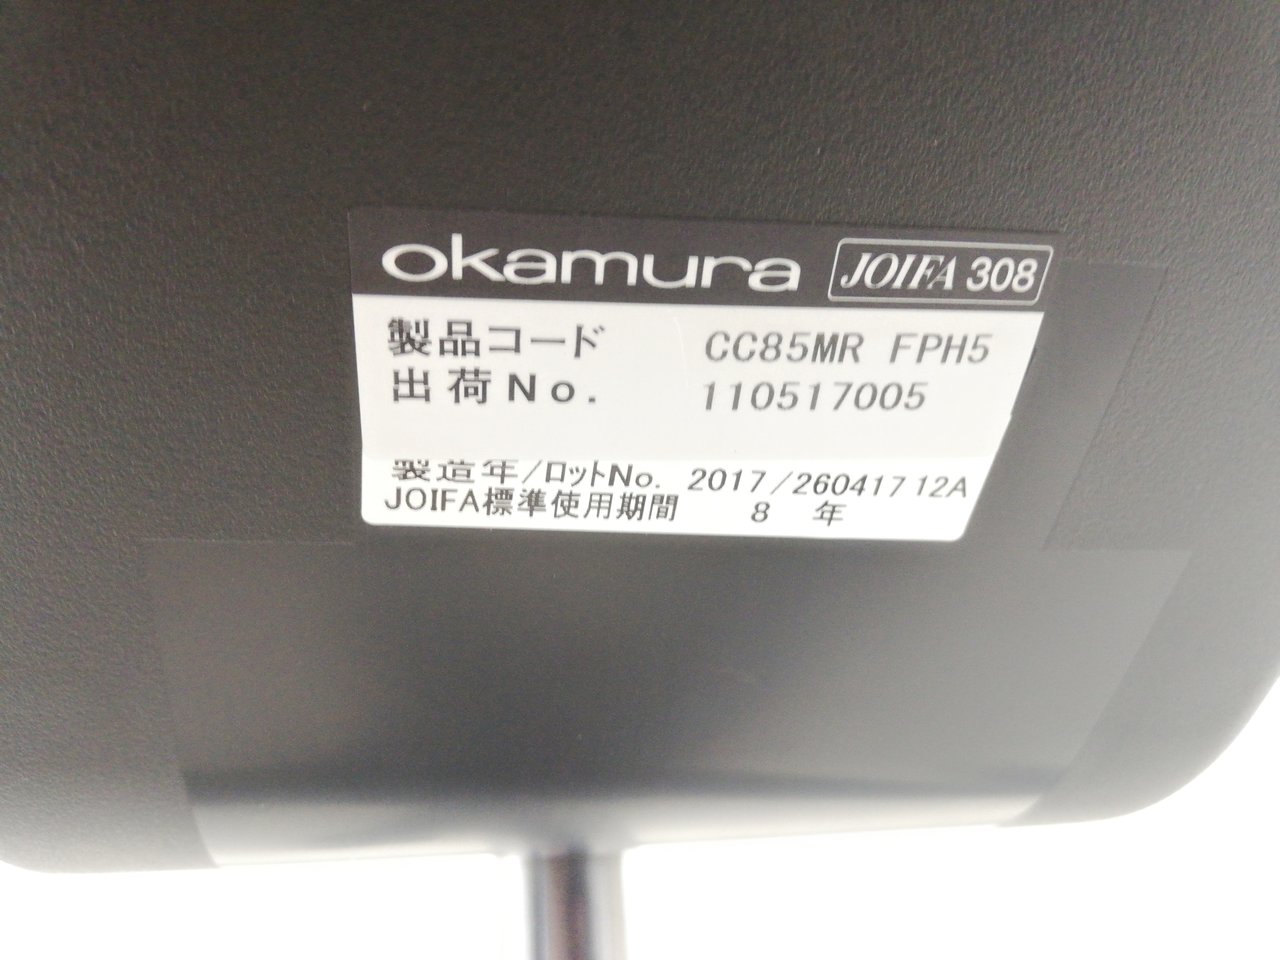 okamura JOIFA 308
製品コード CC85MR FPH5
出荷No. 110517005
製造年/ロットNo. 2017/26041712A
JOIFA標準使用期間 8 年